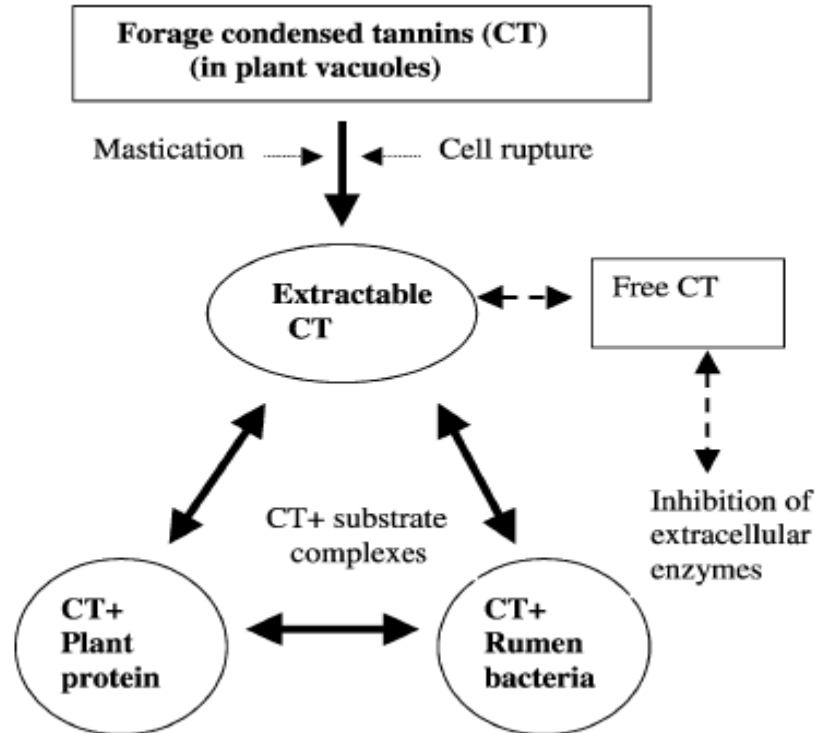 Forage condensed tannins (CT)
(in plant vacuoles)
Mastication
Cell rupture
Extractable
CT
Free CT
Inhibition of
extracellular
enzymes
CT+ substrate
complexes
CT+
Plant
protein
CT+
Rumen
bacteria